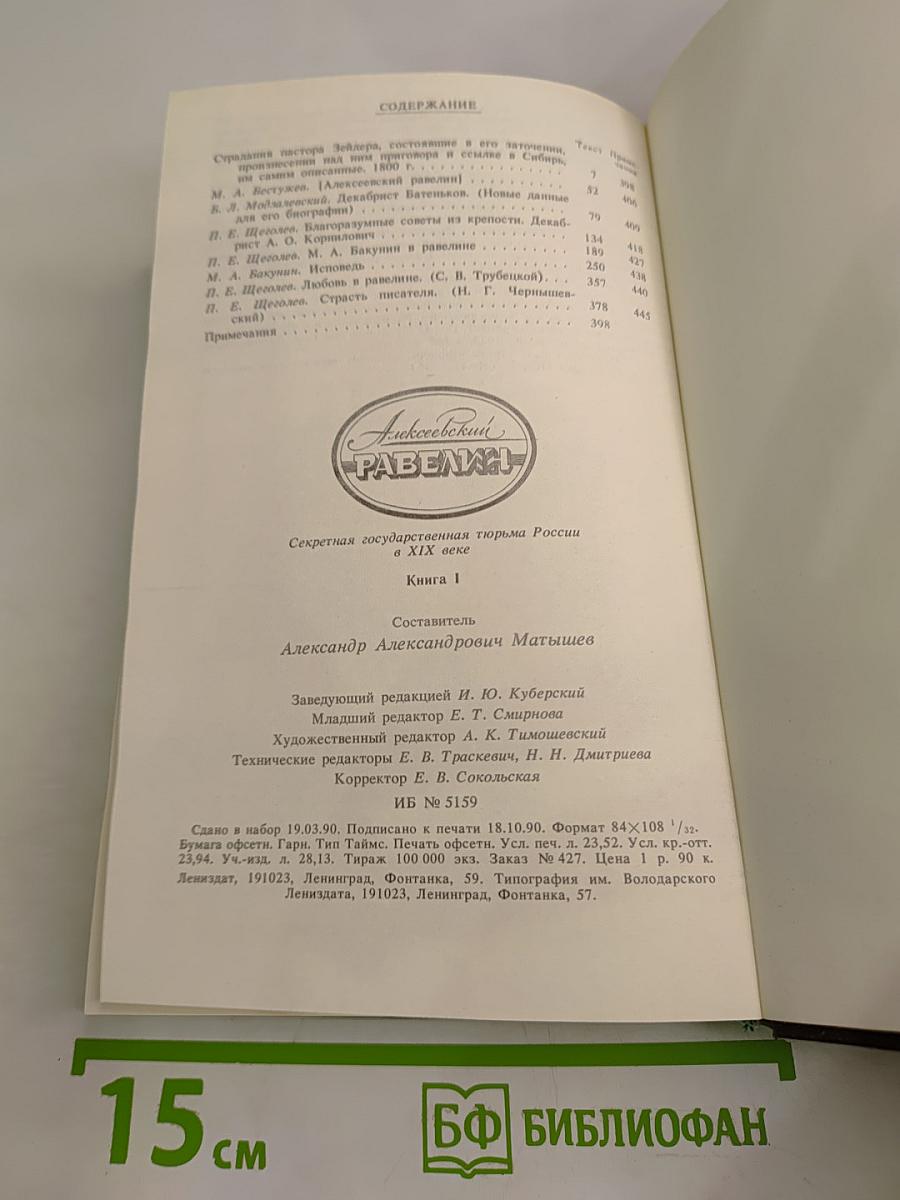 СОДЕРЖАНИЕ
Текст Приме-
чания
Страдания пастора Зейдера, состоявшие в его заточении,
произнесении над ним приговора и ссылке в Сибирь,
им самим описанные. 1800 г. . . . . . . . . . . . . 7 398
М. А. Бестужев. [Алексеевский равелин] . . . . . . . . . . 52 406
Б. Л. Модзалевский. Декабрист Батеньков. (Новые данные
для его биографии) . . . . . . . . . . . . . . . . 79 409
П. Е. Щеголев. Благоразумные советы из крепости. Декаб-
рист А. О. Корнилович . . . . . . . . . . . . . . 134 418
П. Е. Щеголев. М. А. Бакунин в равелине . . . . . . . . 189 427
М. А. Бакунин. Исповедь . . . . . . . . . . . . . . . . 250 438
П. Е. Щеголев. Любовь в равелине. (С. В. Трубецкой) . . . 357 440
П. Е. Щеголев. Страсть писателя. (Н. Г. Чернышев-
ский) . . . . . . . . . . . . . . . . . . . . . . 378 445
Примечания . . . . . . . . . . . . . . . . . . . . . . 398
Алексеевский
РАВЕЛИН
Секретная государственная тюрьма России
в XIX веке
Книга 1
Составитель
Александр Александрович Матышев
Заведующий редакцией И. Ю. Куберский
Младший редактор Е. Т. Смирнова
Художественный редактор А. К. Тимошевский
Технические редакторы Е. В. Траскевич, Н. Н. Дмитриева
Корректор Е. В. Сокольская
ИБ № 5159
Сдано в набор 19.03.90. Подписано к печати 18.10.90. Формат 84×108 1/32.
Бумага офсетн. Гарн. Тип Таймс. Печать офсетн. Усл. печ. л. 23,52. Усл. кр.-отт.
23,94. Уч.-изд. л. 28,13. Тираж 100 000 экз. Заказ № 427. Цена 1 р. 90 к.
Лениздат, 191023, Ленинград, Фонтанка, 59. Типография им. Володарского
Лениздата, 191023, Ленинград, Фонтанка, 57.
15 см
БФ БИБЛИОФАН